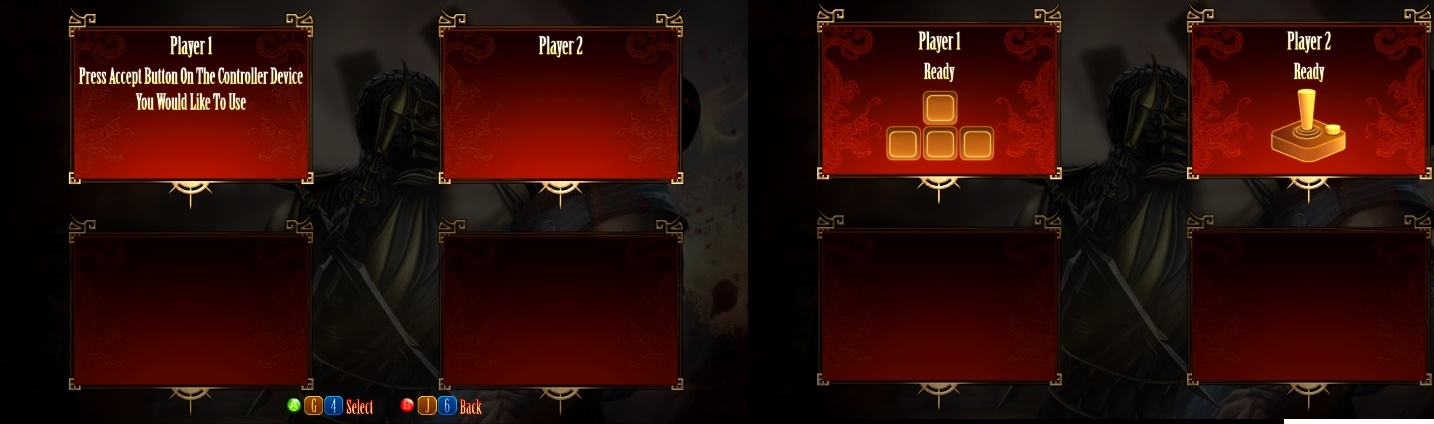 Player 1
Press Accept Button On The Controller Device
You Would Like To Use
Player 2
Player 1
Ready
Player 2
Ready
A G 4 Select B J 6 Back